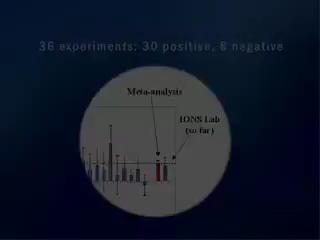 36 experiments: 30 positive, 6 negative
Meta-analysis
IONS Lab
(so far)